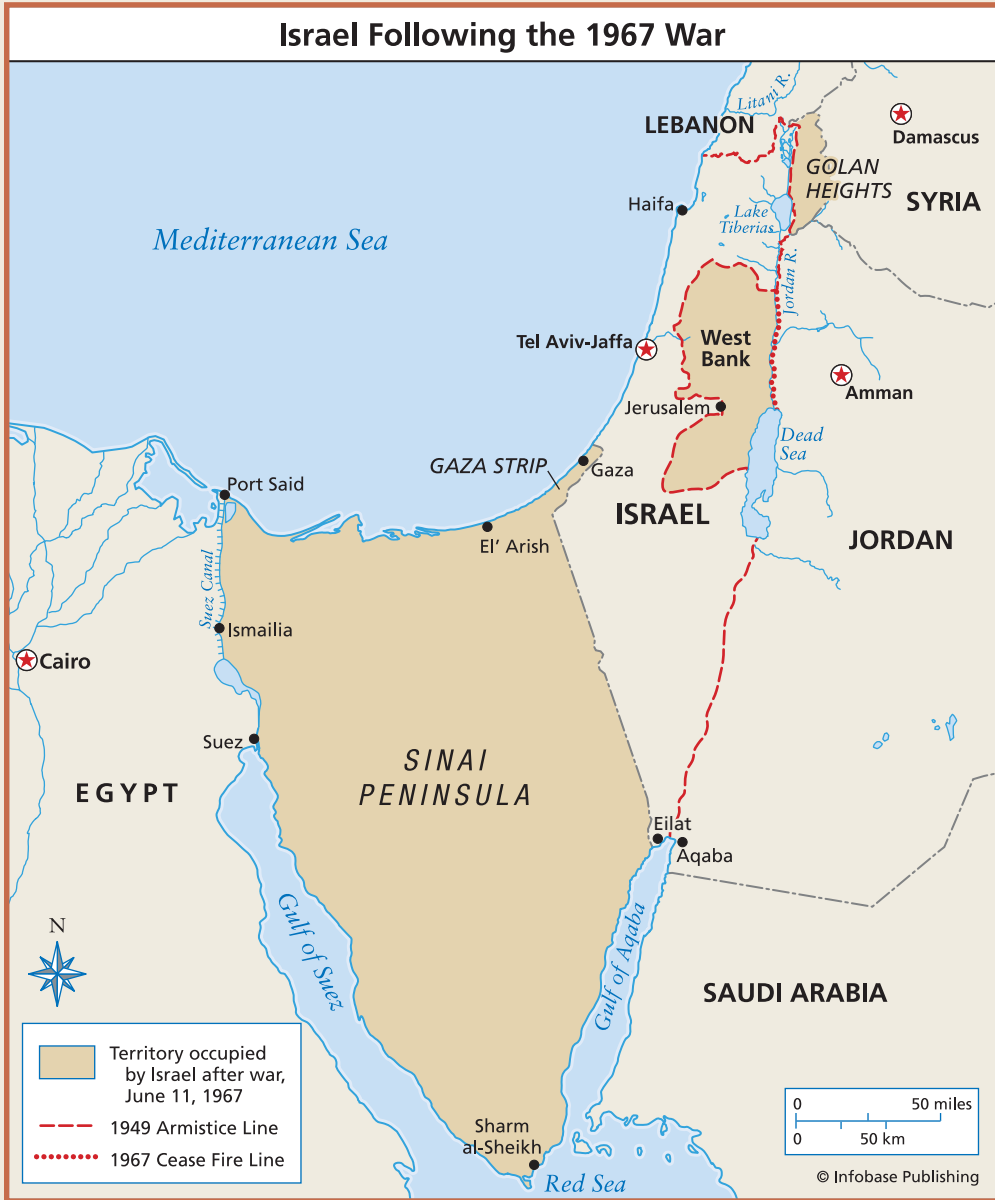 Israel Following the 1967 War
Litani R.
LEBANON
Damascus
GOLAN
HEIGHTS
SYRIA
Haifa
Lake
Tiberias
Mediterranean Sea
Jordan R.
Tel Aviv-Jaffa
West
Bank
Amman
Jerusalem
Dead
Sea
GAZA STRIP
Gaza
Port Said
ISRAEL
El' Arish
JORDAN
Suez Canal
Ismailia
Cairo
Suez
SINAI
PENINSULA
EGYPT
Eilat
Aqaba
Gulf of Suez
Gulf of Aqaba
N
SAUDI ARABIA
Territory occupied
by Israel after war,
June 11, 1967
1949 Armistice Line
1967 Cease Fire Line
Sharm
al-Sheikh
Red Sea
0 50 miles
0 50 km
© Infobase Publishing